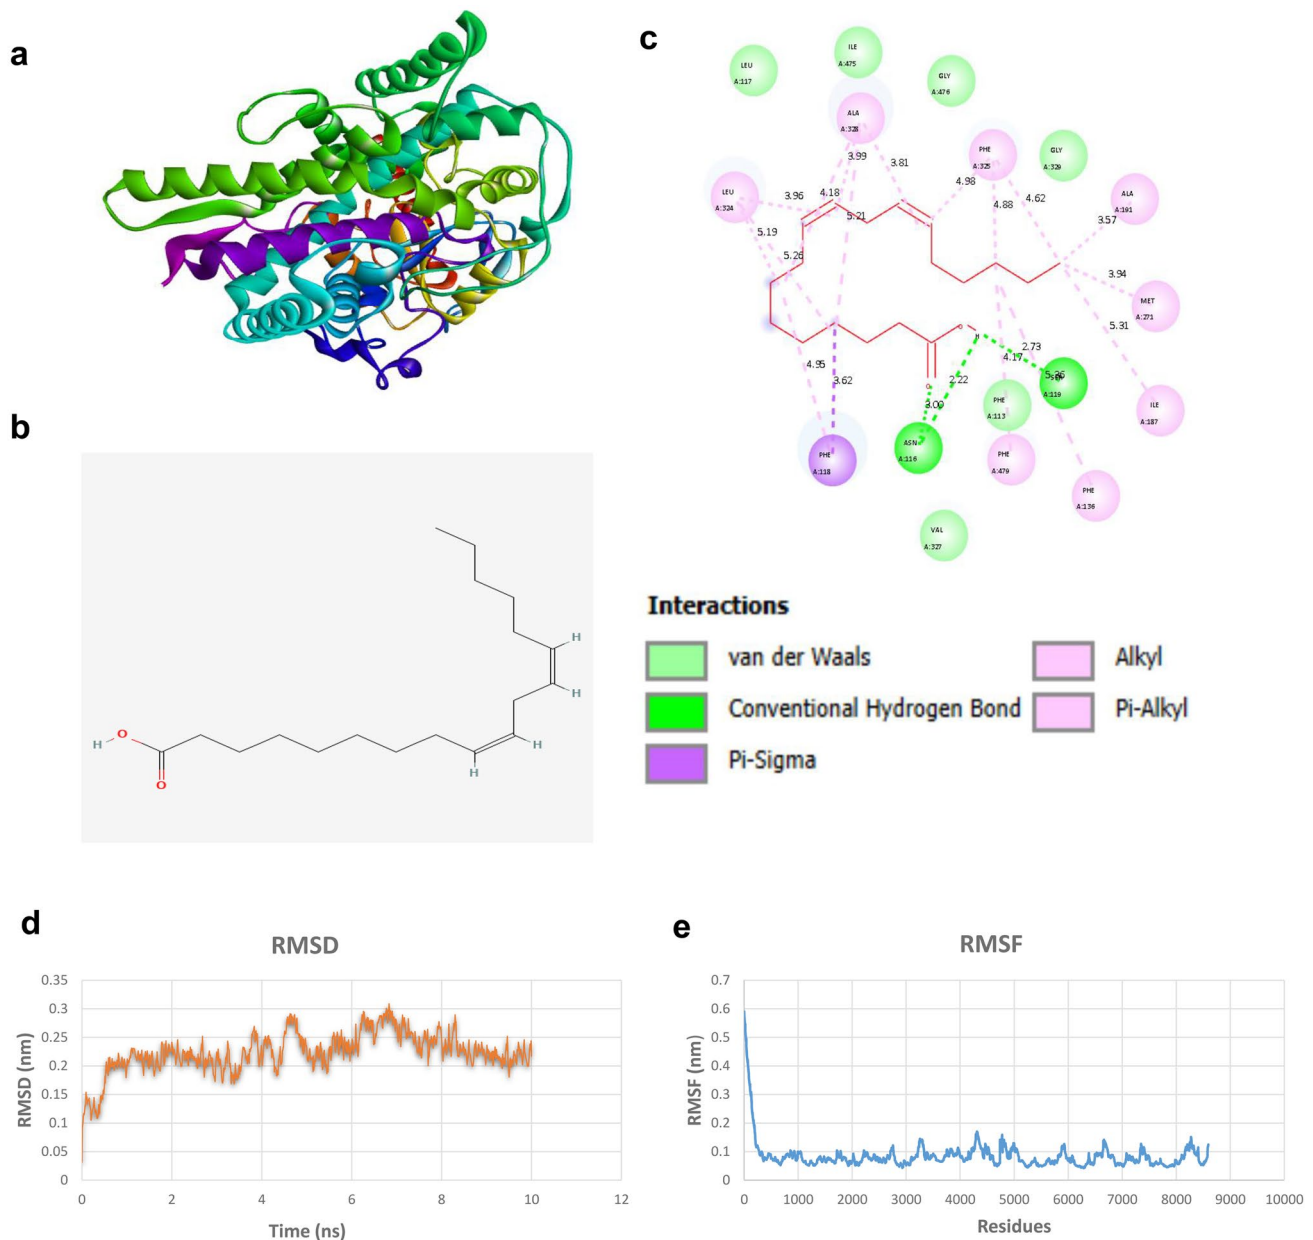 a
c
LEU
A:117
ILE
A:475
GLY
A:476
ALA
A:328
PHE
A:325
GLY
A:329
LEU
A:324
ALA
A:191
3.99
3.81
4.98
4.62
3.96
4.18
4.88
3.57
5.19
5.21
5.26
3.94
MET
A:271
5.31
O
H
2.73
4.17
4.95
3.62
2.22
5.36
O
3.00
SER
A:119
PHE
A:113
ILE
A:187
PHE
A:118
ASN
A:116
PHE
A:479
PHE
A:136
VAL
A:327
b
H
H
H O
H
O
H
Interactions
van der Waals
Alkyl
Conventional Hydrogen Bond
Pi-Alkyl
Pi-Sigma
d
RMSD
0.35
0.3
0.25
0.2
0.15
0.1
0.05
0
RMSD (nm)
0 2 4 6 8 10 12
Time (ns)
e
RMSF
0.7
0.6
0.5
0.4
0.3
0.2
0.1
0
RMSF (nm)
0 1000 2000 3000 4000 5000 6000 7000 8000 9000 10000
Residues